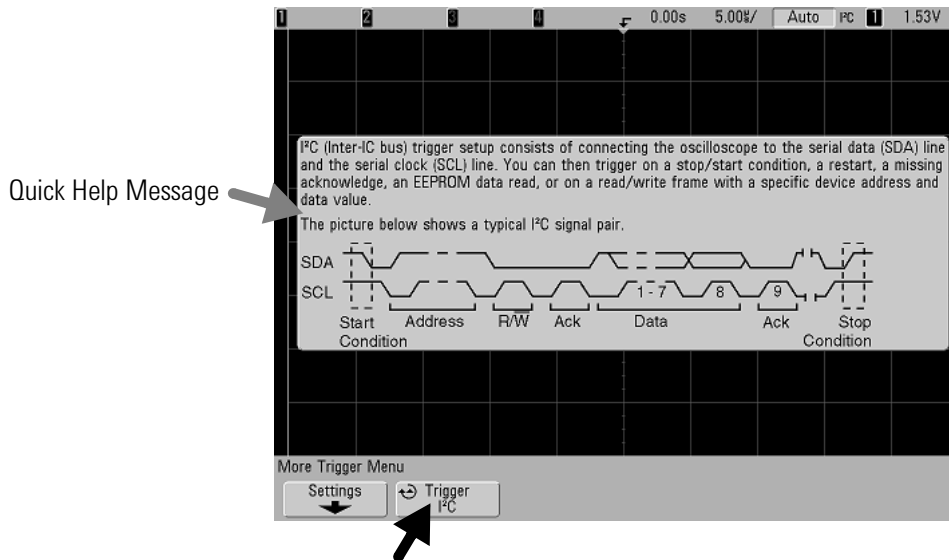 1 2 3 4 0.00s 5.00%/ Auto I²C 1 1.53V
Quick Help Message
I²C (Inter-IC bus) trigger setup consists of connecting the oscilloscope to the serial data (SDA) line
and the serial clock (SCL) line. You can then trigger on a stop/start condition, a restart, a missing
acknowledge, an EEPROM data read, or on a read/write frame with a specific device address and
data value.
The picture below shows a typical I²C signal pair.
SDA
SCL 1 - 7 8 9
Start Address R/W̅ Ack Data Ack Stop
Condition Condition
More Trigger Menu
Settings Trigger
I²C